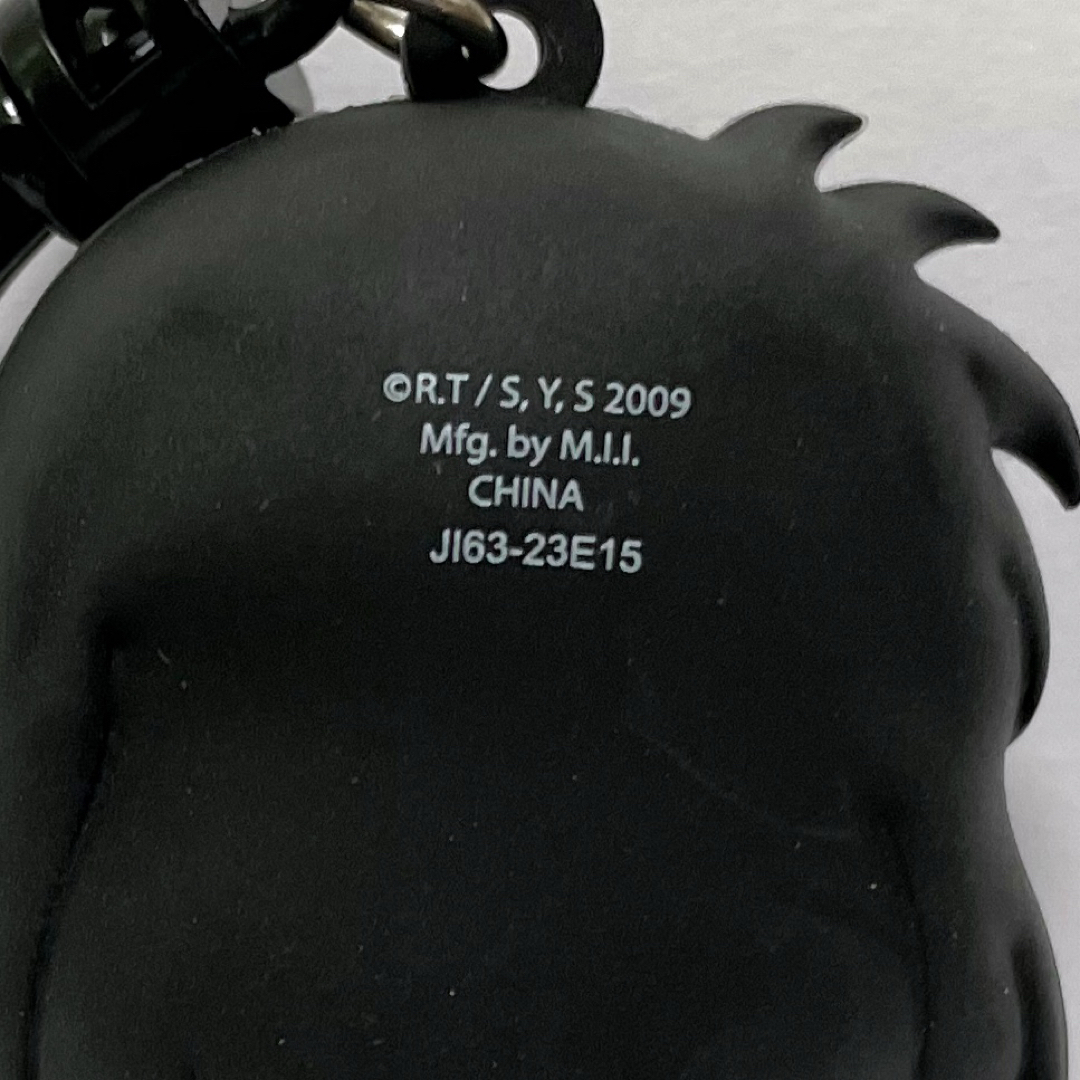 ©R.T / S, Y, S 2009
Mfg. by M.I.I.
CHINA
JI63-23E15